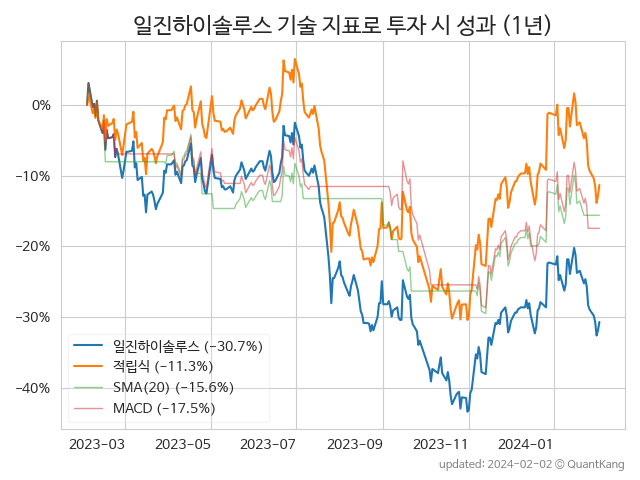 일진하이솔루스 기술 지표로 투자 시 성과 (1년)
0%
−10%
−20%
−30%
−40%
일진하이솔루스 (−30.7%)
적립식 (−11.3%)
SMA(20) (−15.6%)
MACD (−17.5%)
2023−03 2023−05 2023−07 2023−09 2023−11 2024−01
updated: 2024−02−02 © QuantKang